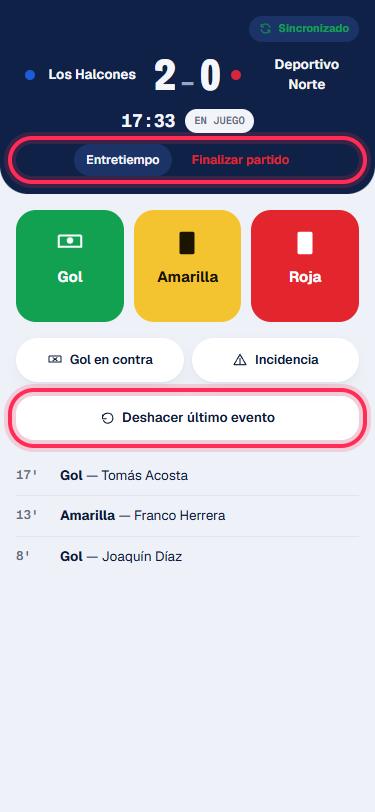 Sincronizado
Los Halcones 2–0 Deportivo Norte
17:33 EN JUEGO
Entretiempo Finalizar partido
Gol Amarilla Roja
Gol en contra Incidencia
Deshacer último evento
17' Gol — Tomás Acosta
13' Amarilla — Franco Herrera
8' Gol — Joaquín Díaz